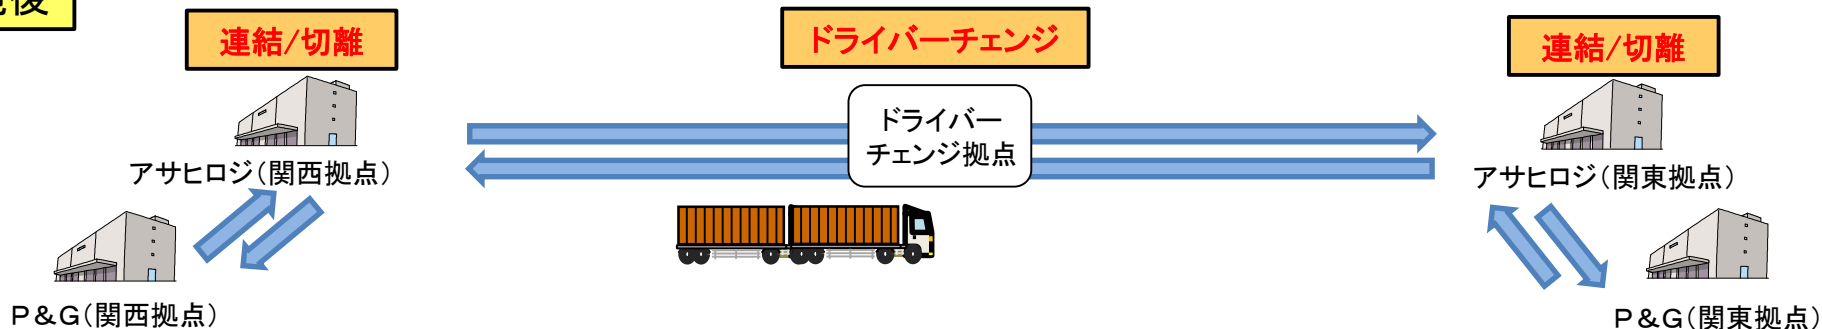 後
連結/切離
ドライバーチェンジ
連結/切離
ドライバー
チェンジ拠点
アサヒロジ（関西拠点）
アサヒロジ（関東拠点）
Ｐ＆Ｇ（関西拠点）
Ｐ＆Ｇ（関東拠点）